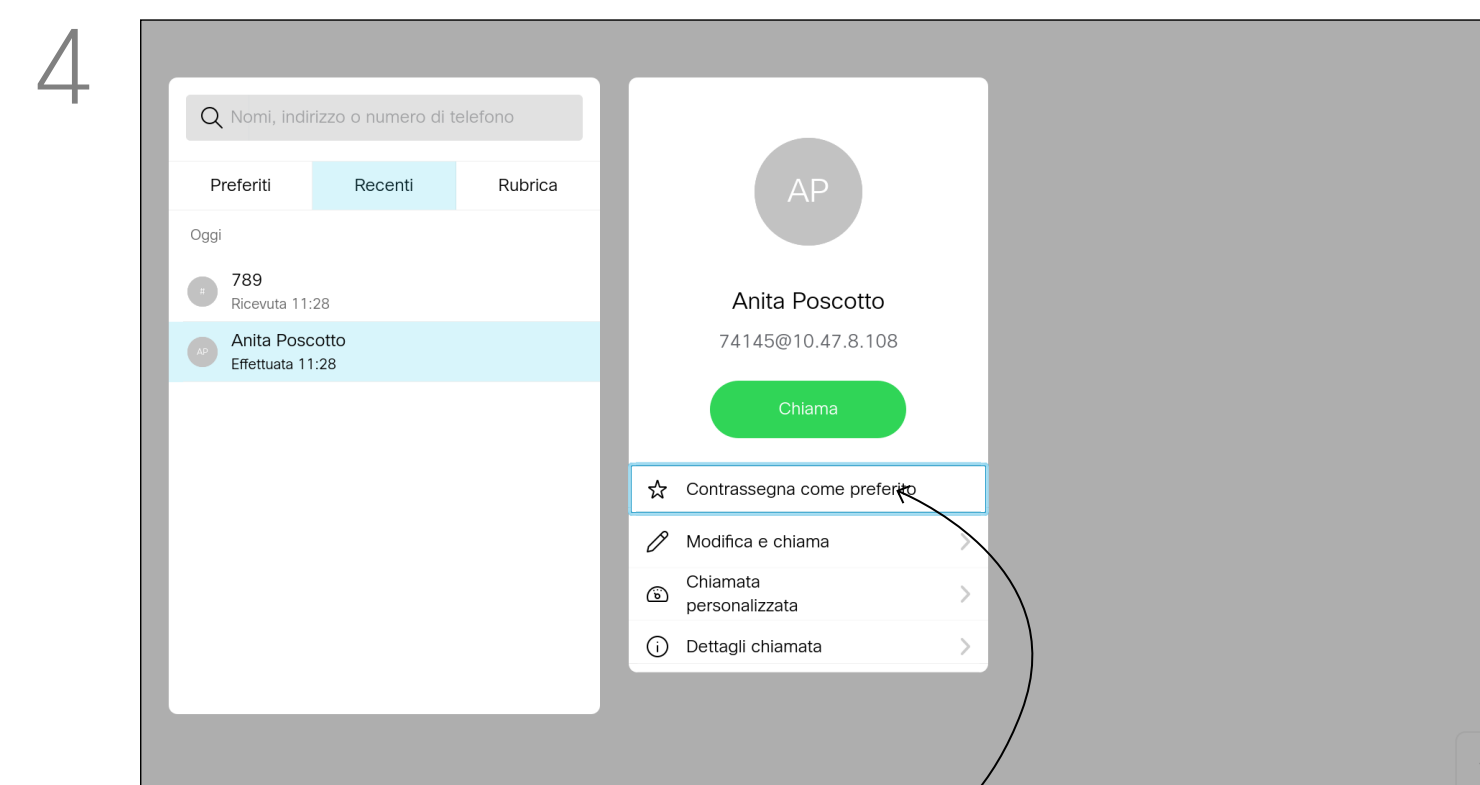 4
Nomi, indirizzo o numero di telefono
Preferiti Recenti Rubrica
Oggi
#
789
Ricevuta 11:28
AP
Anita Poscotto
Effettuata 11:28
AP
Anita Poscotto
74145@10.47.8.108
Chiama
Contrassegna come preferito
Modifica e chiama
Chiamata
personalizzata
Dettagli chiamata